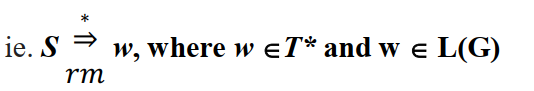 ie. S *⇒rm w, where w ∈T* and w ∈ L(G)